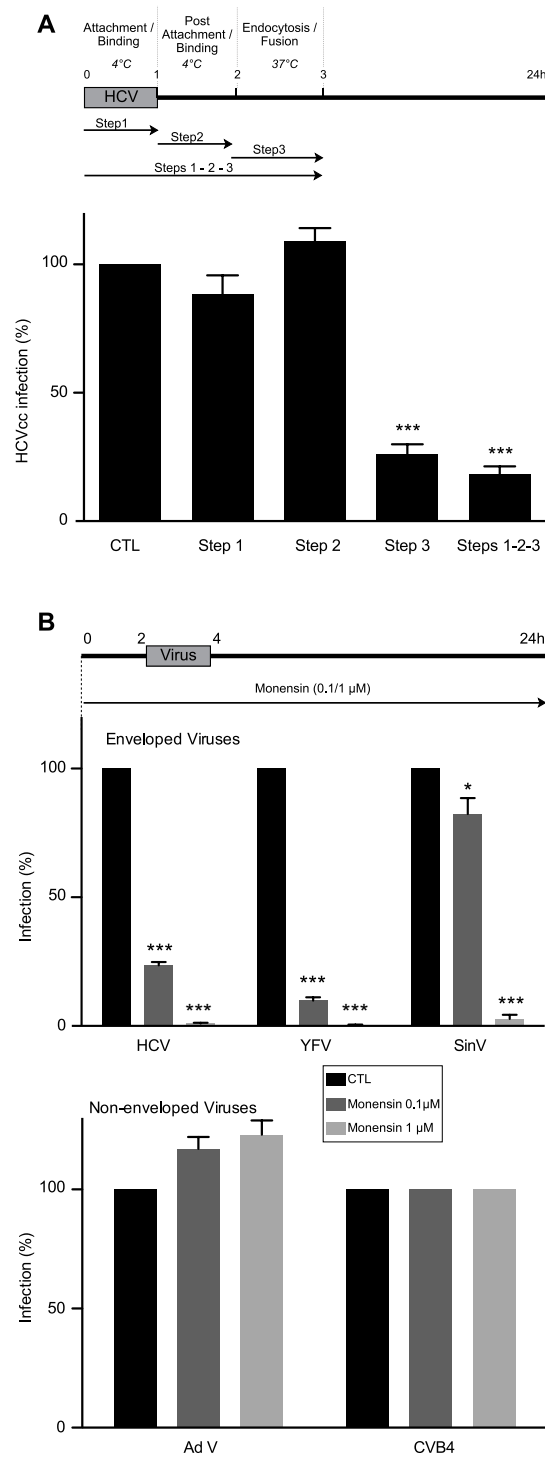 A
Attachment / Binding
Post Attachment / Binding
Endocytosis / Fusion
4°C
4°C
37°C
0 1 2 3 24h
HCV
Step1
Step2
Step3
Steps 1 - 2 - 3
HCVcc infection (%)
100
50
0
***
***
CTL Step 1 Step 2 Step 3 Steps 1-2-3
B
0 2 4 24h
Virus
Monensin (0.1/1 µM)
Enveloped Viruses
Infection (%)
100
50
0
***
***
***
***
*
***
HCV YFV SinV
CTL
Monensin 0.1µM
Monensin 1 µM
Non-enveloped Viruses
Infection (%)
100
50
0
Ad V CVB4